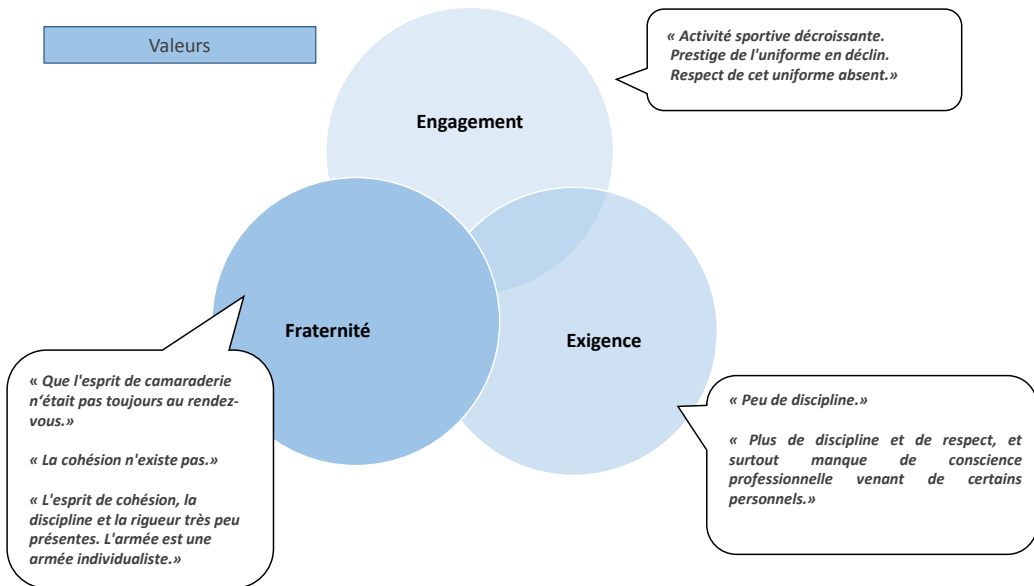 Valeurs
« Activité sportive décroissante.
Prestige de l'uniforme en déclin.
Respect de cet uniforme absent.»
Engagement
Fraternité
Exigence
« Que l'esprit de camaraderie
n‘était pas toujours au rendez-
vous.»
« La cohésion n'existe pas.»
« L'esprit de cohésion, la
discipline et la rigueur très peu
présentes. L'armée est une
armée individualiste.»
« Peu de discipline.»
« Plus de discipline et de respect, et
surtout manque de conscience
professionnelle venant de certains
personnels.»